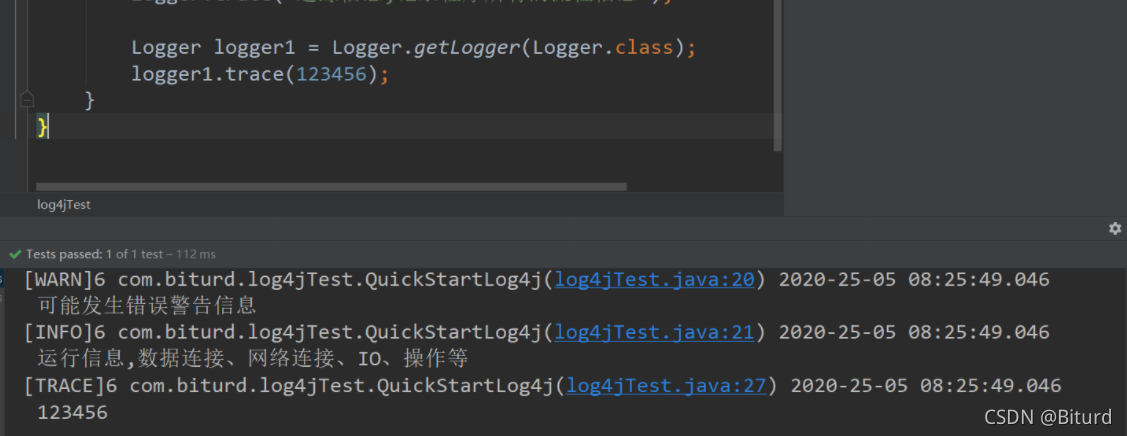 Logger logger1 = Logger.getLogger(Logger.class);
logger1.trace(123456);
}
}
log4jTest
Tests passed: 1 of 1 test – 112 ms
[WARN]6 com.biturd.log4jTest.QuickStartLog4j(log4jTest.java:20) 2020-25-05 08:25:49.046
可能发生错误警告信息
[INFO]6 com.biturd.log4jTest.QuickStartLog4j(log4jTest.java:21) 2020-25-05 08:25:49.046
运行信息,数据连接、网络连接、IO、操作等
[TRACE]6 com.biturd.log4jTest.QuickStartLog4j(log4jTest.java:27) 2020-25-05 08:25:49.046
123456
CSDN @Biturd